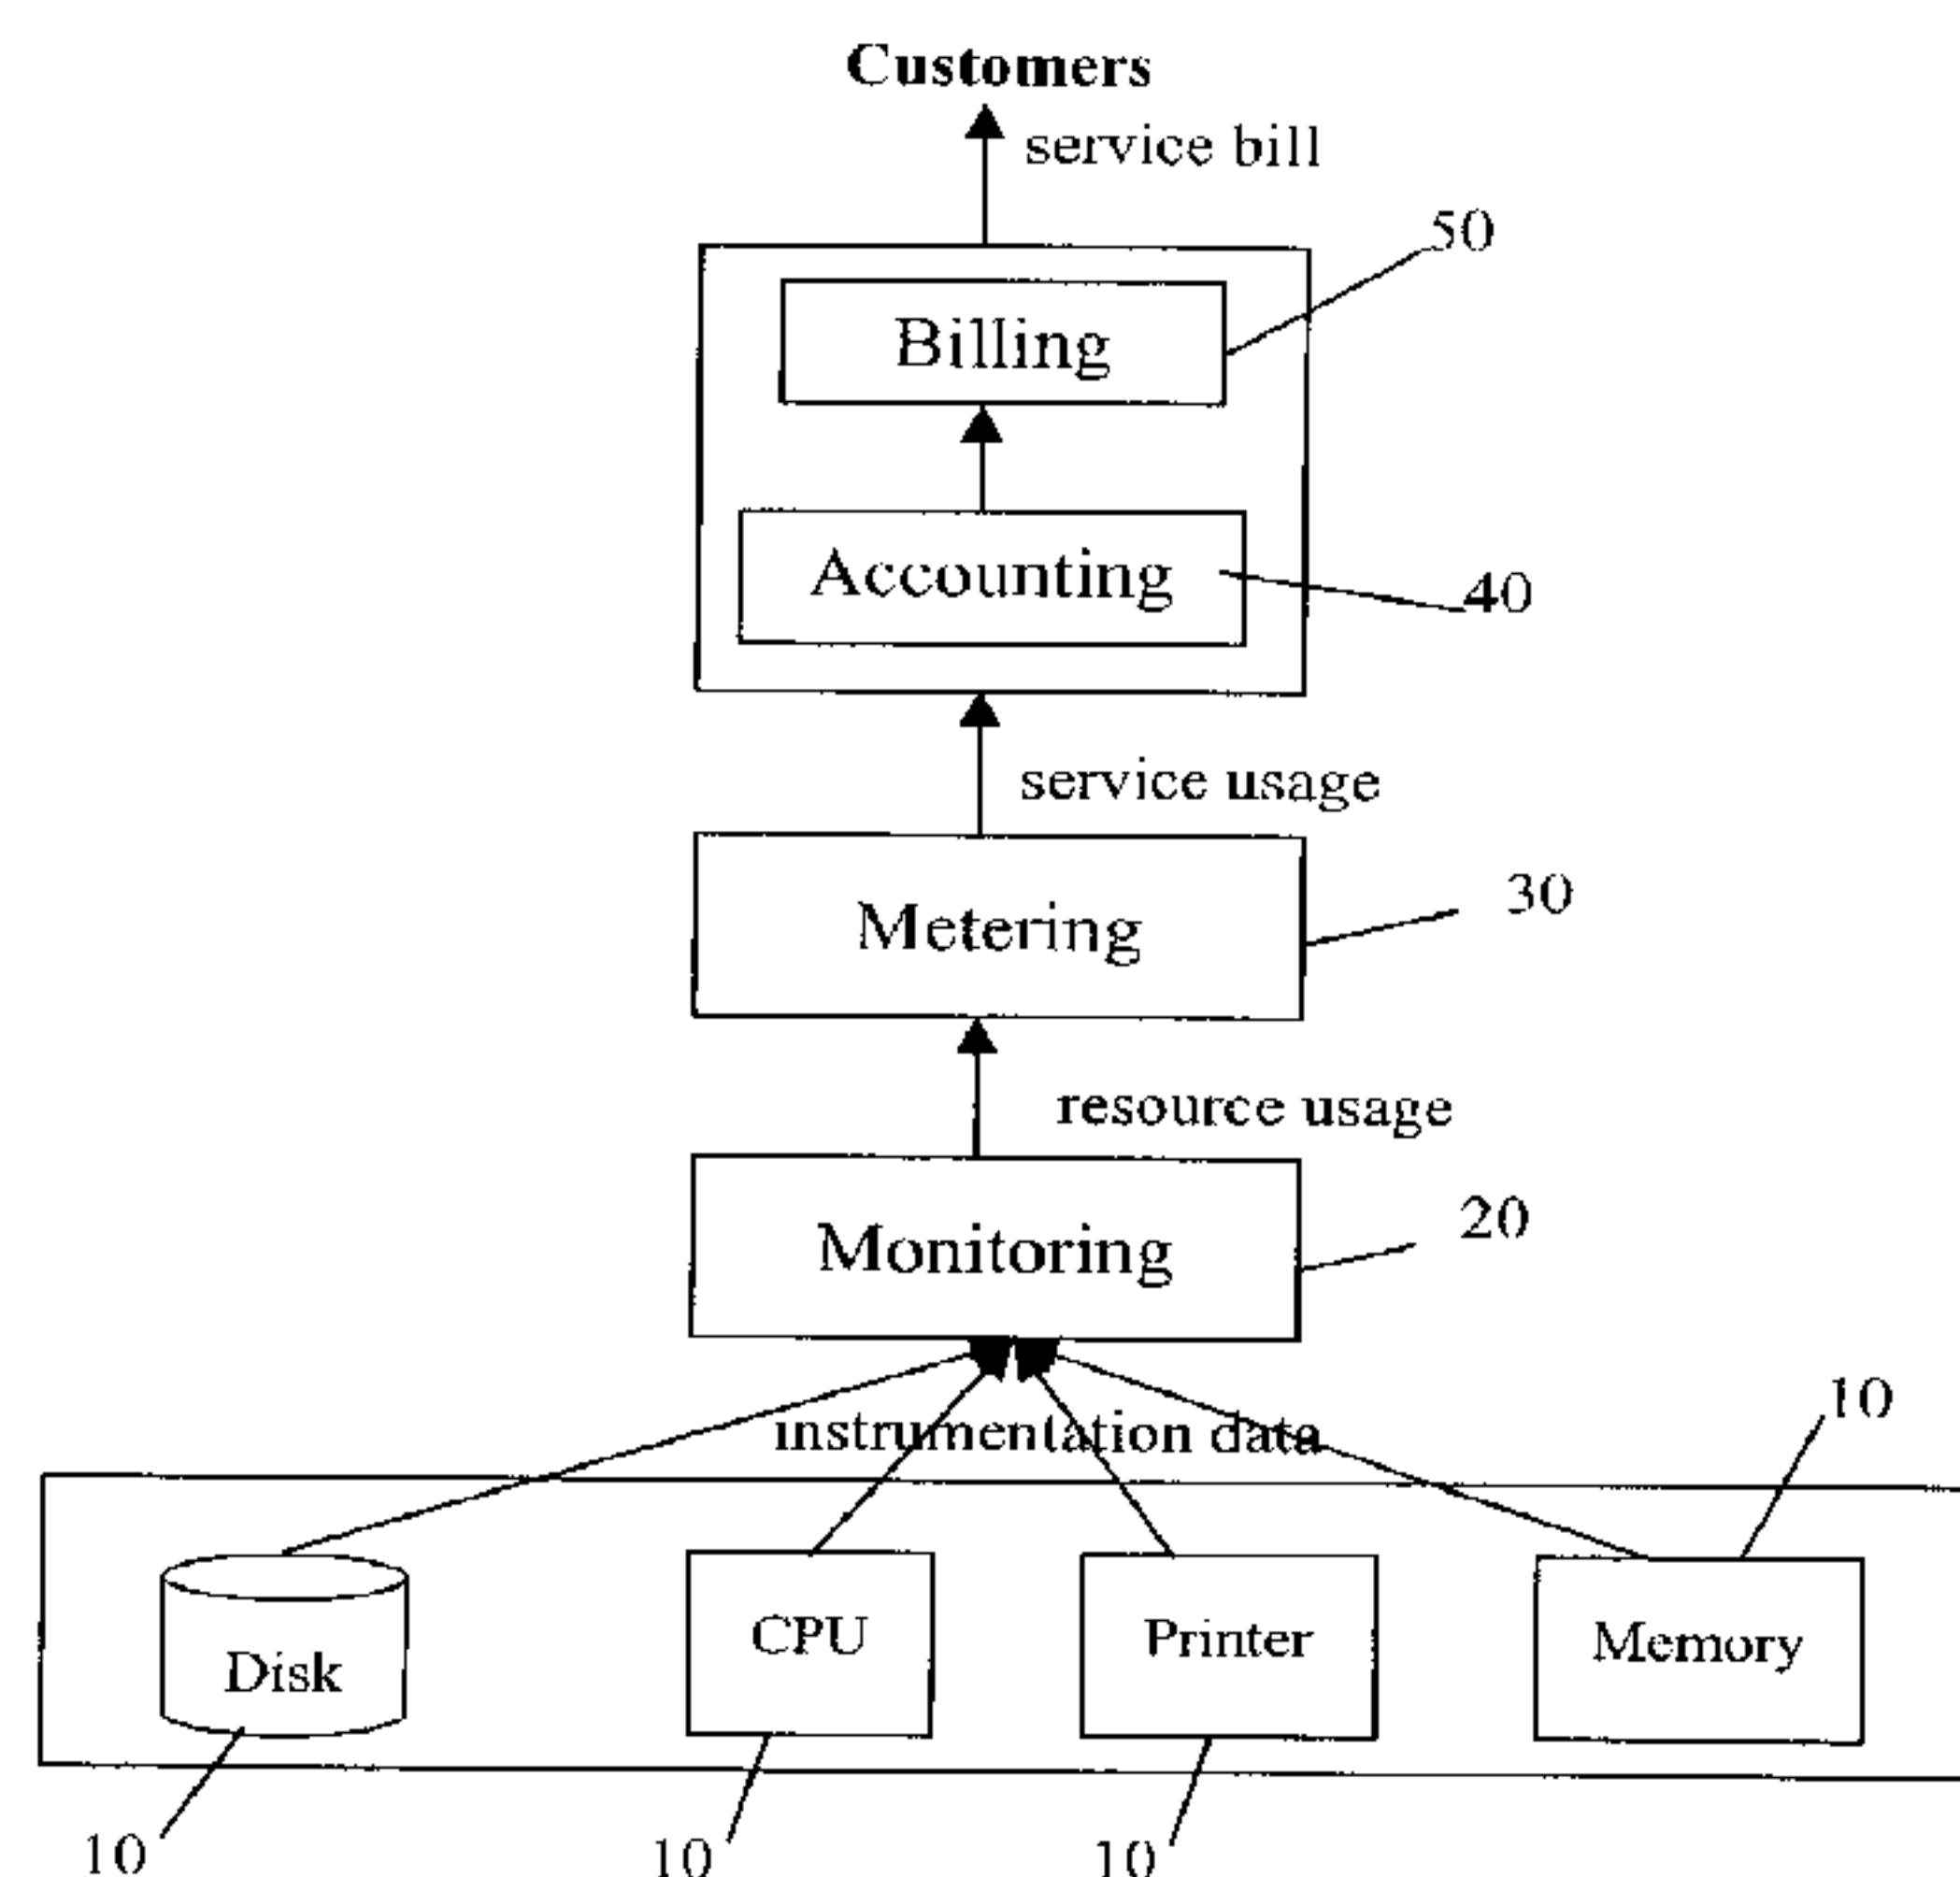 Customers
service bill
50
Billing
Accounting
40
service usage
30
Metering
resource usage
20
Monitoring
10
instrumentation data
Disk
CPU
Printer
Memory
10
10
10